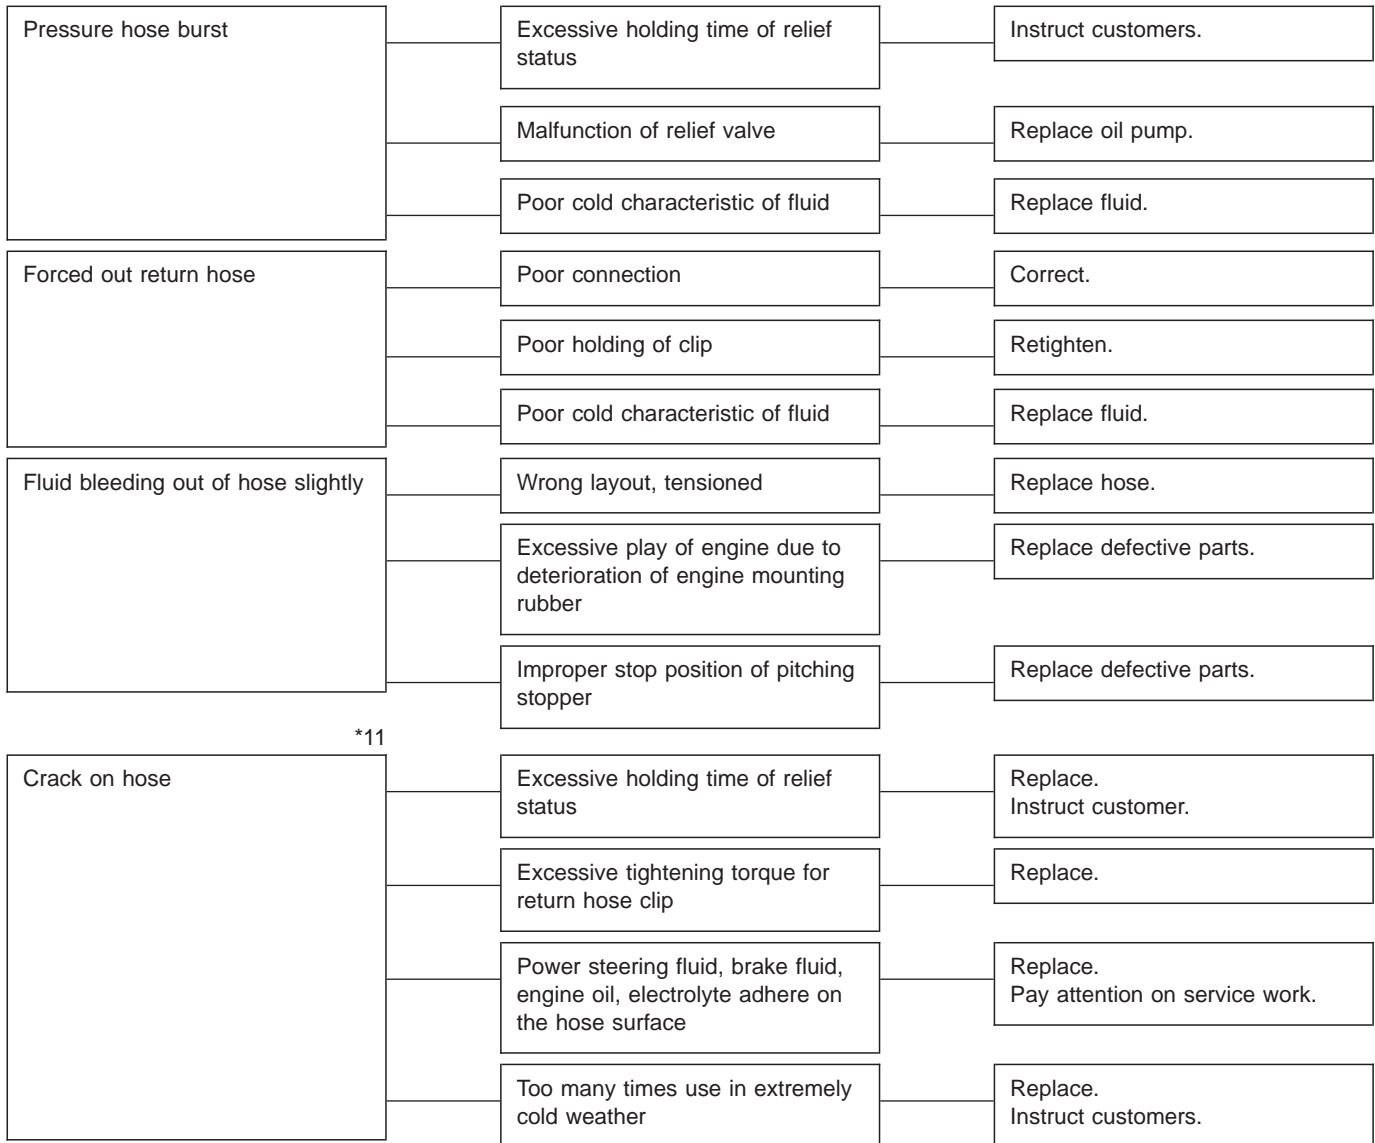 Pressure hose burst
Excessive holding time of relief
status
Instruct customers.
Malfunction of relief valve
Replace oil pump.
Poor cold characteristic of fluid
Replace fluid.
Forced out return hose
Poor connection
Correct.
Poor holding of clip
Retighten.
Poor cold characteristic of fluid
Replace fluid.
Fluid bleeding out of hose slightly
Wrong layout, tensioned
Replace hose.
Excessive play of engine due to
deterioration of engine mounting
rubber
Replace defective parts.
Improper stop position of pitching
stopper
Replace defective parts.
*11
Crack on hose
Excessive holding time of relief
status
Replace.
Instruct customer.
Excessive tightening torque for
return hose clip
Replace.
Power steering fluid, brake fluid,
engine oil, electrolyte adhere on
the hose surface
Replace.
Pay attention on service work.
Too many times use in extremely
cold weather
Replace.
Instruct customers.